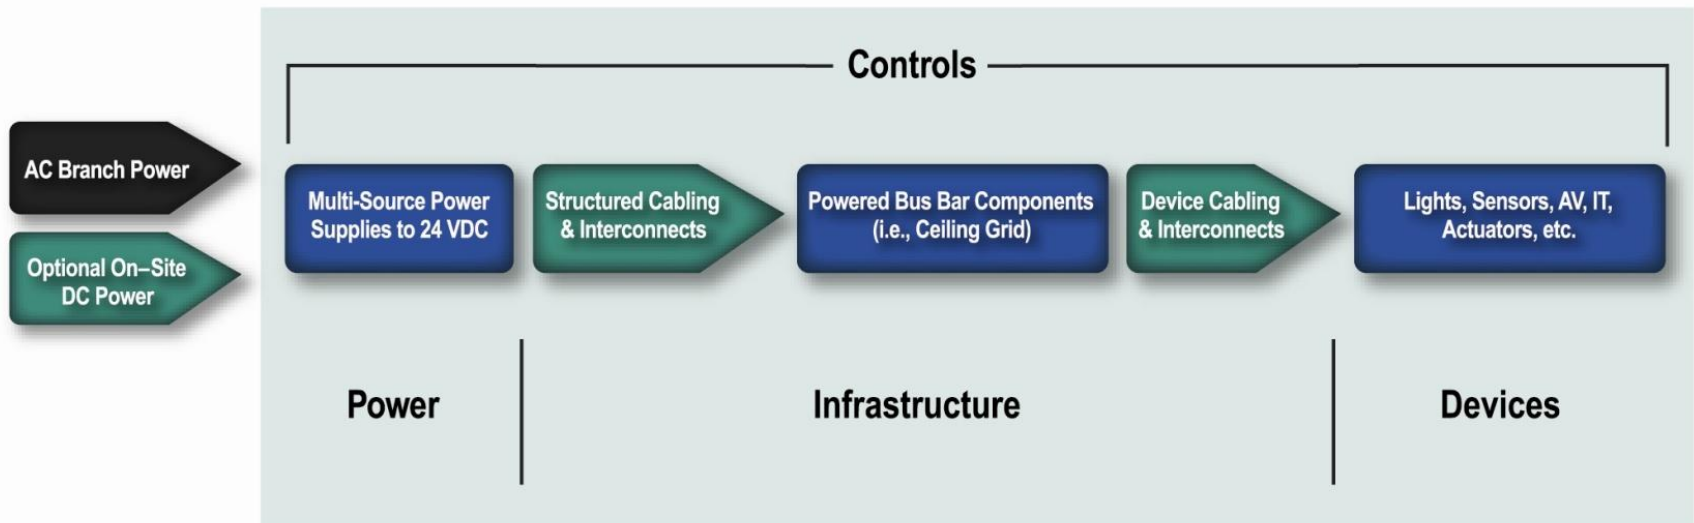 Controls
AC Branch Power
Optional On–Site
DC Power
Multi-Source Power
Supplies to 24 VDC
Structured Cabling
& Interconnects
Powered Bus Bar Components
(i.e., Ceiling Grid)
Device Cabling
& Interconnects
Lights, Sensors, AV, IT,
Actuators, etc.
Power
Infrastructure
Devices